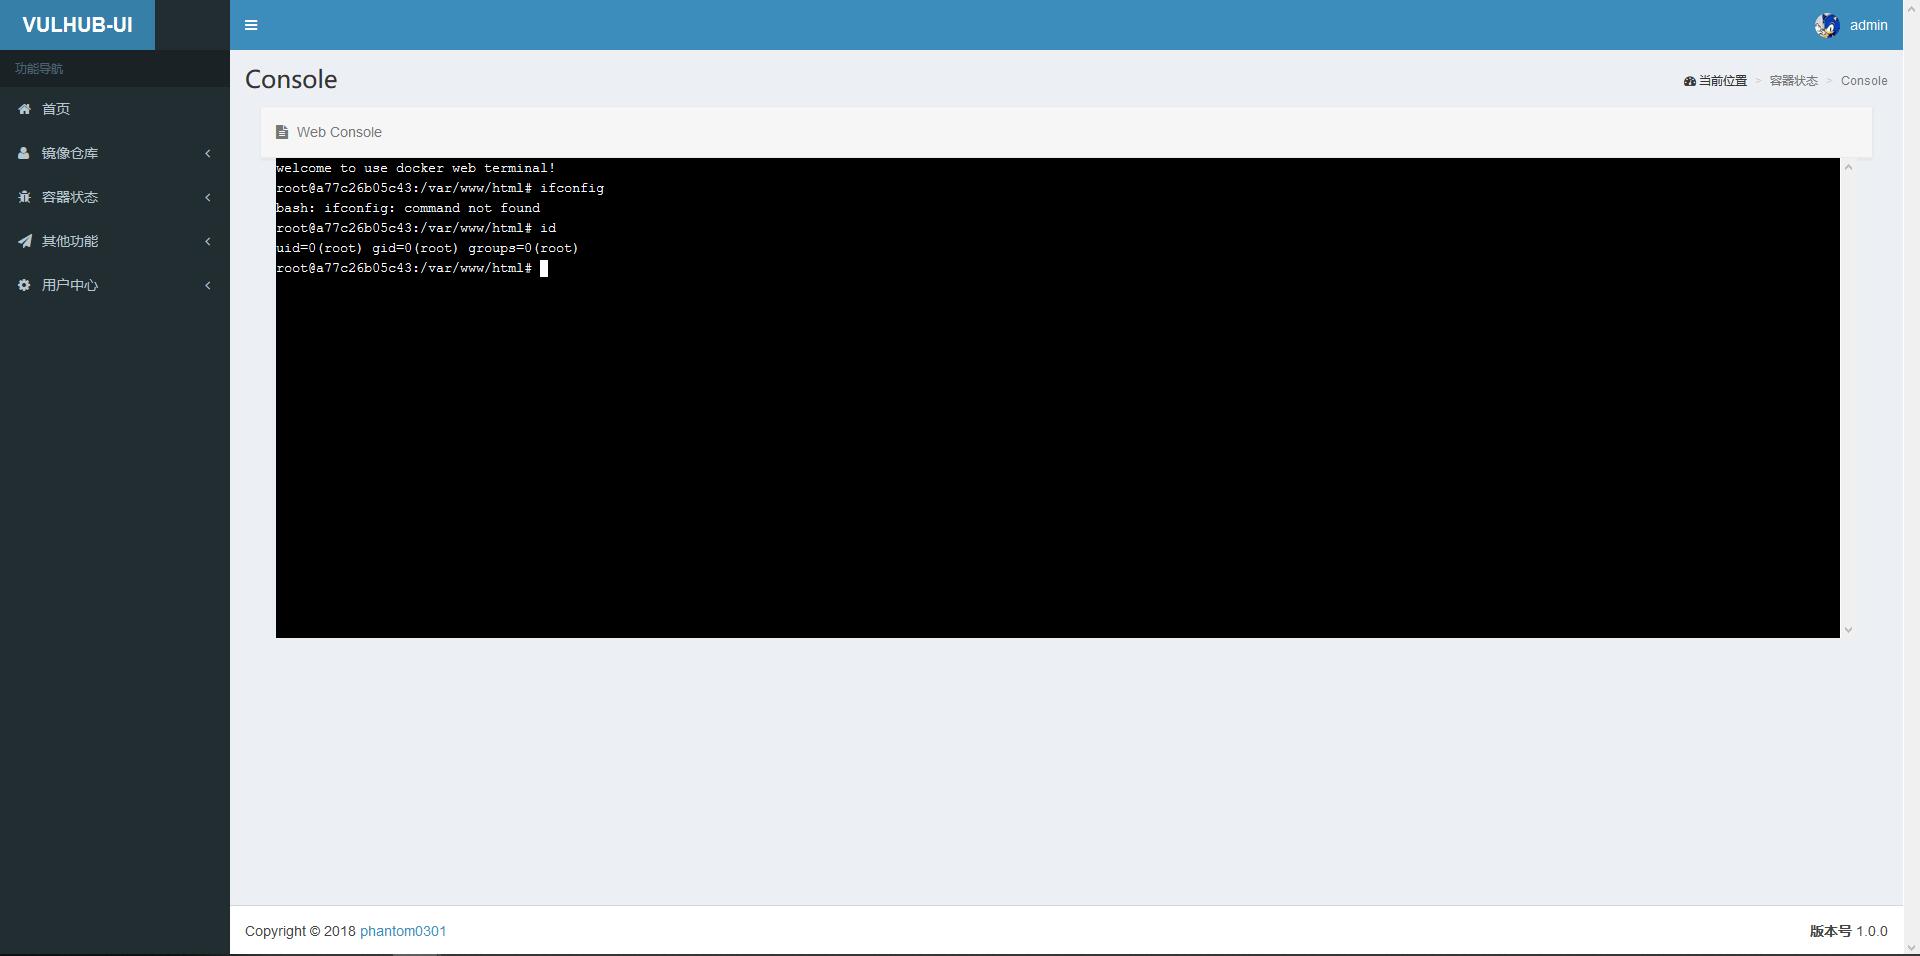 VULHUB-UI
admin
功能导航
首页
镜像仓库
容器状态
其他功能
用户中心
Console
当前位置 > 容器状态 > Console
Web Console
welcome to use docker web terminal!
root@a77c26b05c43:/var/www/html# ifconfig
bash: ifconfig: command not found
root@a77c26b05c43:/var/www/html# id
uid=0(root) gid=0(root) groups=0(root)
root@a77c26b05c43:/var/www/html#
Copyright © 2018 phantom0301
版本号 1.0.0